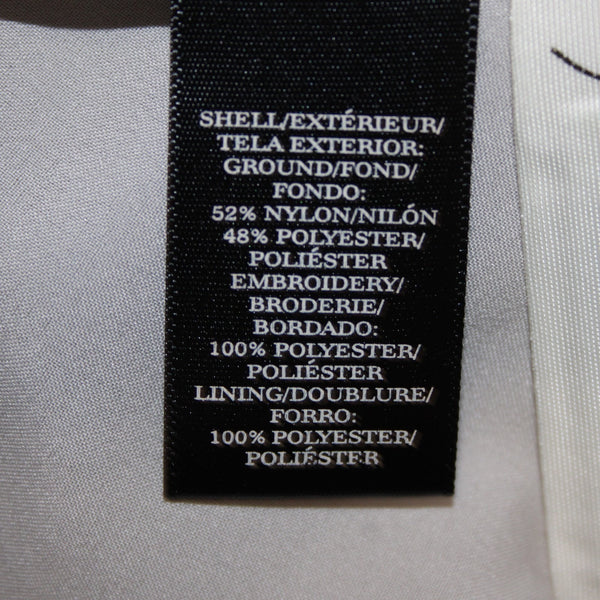 SHELL/EXTÉRIEUR/
TELA EXTERIOR:
GROUND/FOND/
FONDO:
52% NYLON/NILÓN
48% POLYESTER/
POLIÉSTER
EMBROIDERY/
BRODERIE/
BORDADO:
100% POLYESTER/
POLIÉSTER
LINING/DOUBLURE/
FORRO:
100% POLYESTER/
POLIÉSTER